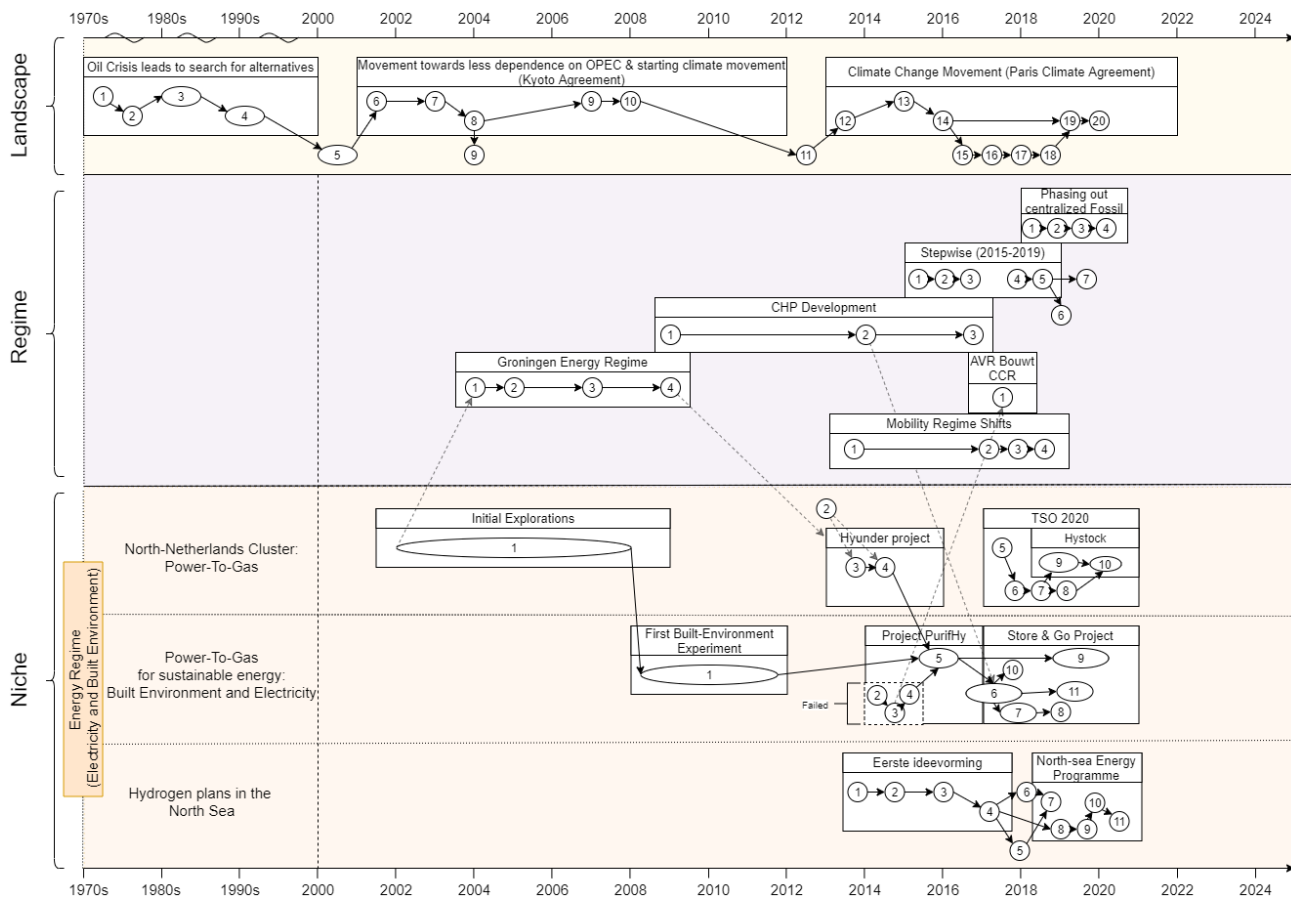 1970s 1980s 1990s 2000 2002 2004 2006 2008 2010 2012 2014 2016 2018 2020 2022 2024
Landscape
Oil Crisis leads to search for alternatives
1 2 3 4 5
Movement towards less dependence on OPEC & starting climate movement
(Kyoto Agreement)
6 7 8 9 10
9
11
Climate Change Movement (Paris Climate Agreement)
12 13 14 19 20
15 16 17 18
Regime
Phasing out
centralized Fossil
1 2 3 4
Stepwise (2015-2019)
1 2 3 4 5 7
6
CHP Development
1 2 3
Groningen Energy Regime
1 2 3 4
AVR Bouwt
CCR
1
Mobility Regime Shifts
1 2 3 4
Niche
Energy Regime
(Electricity and Built Environment)
North-Netherlands Cluster:
Power-To-Gas
Initial Explorations
1
2
Hyunder project
3 4
TSO 2020
Hystock
5
9 10
6 7 8
Power-To-Gas
for sustainable energy:
Built Environment and Electricity
First Built-Environment
Experiment
1
Project PurifHy
5
2 4
3
Failed
Store & Go Project
9
10
6 11
7 8
Hydrogen plans in the
North Sea
Eerste ideevorming
1 2 3
4
5
6
North-sea Energy
Programme
7
8 9
10
11
1970s 1980s 1990s 2000 2002 2004 2006 2008 2010 2012 2014 2016 2018 2020 2022 2024